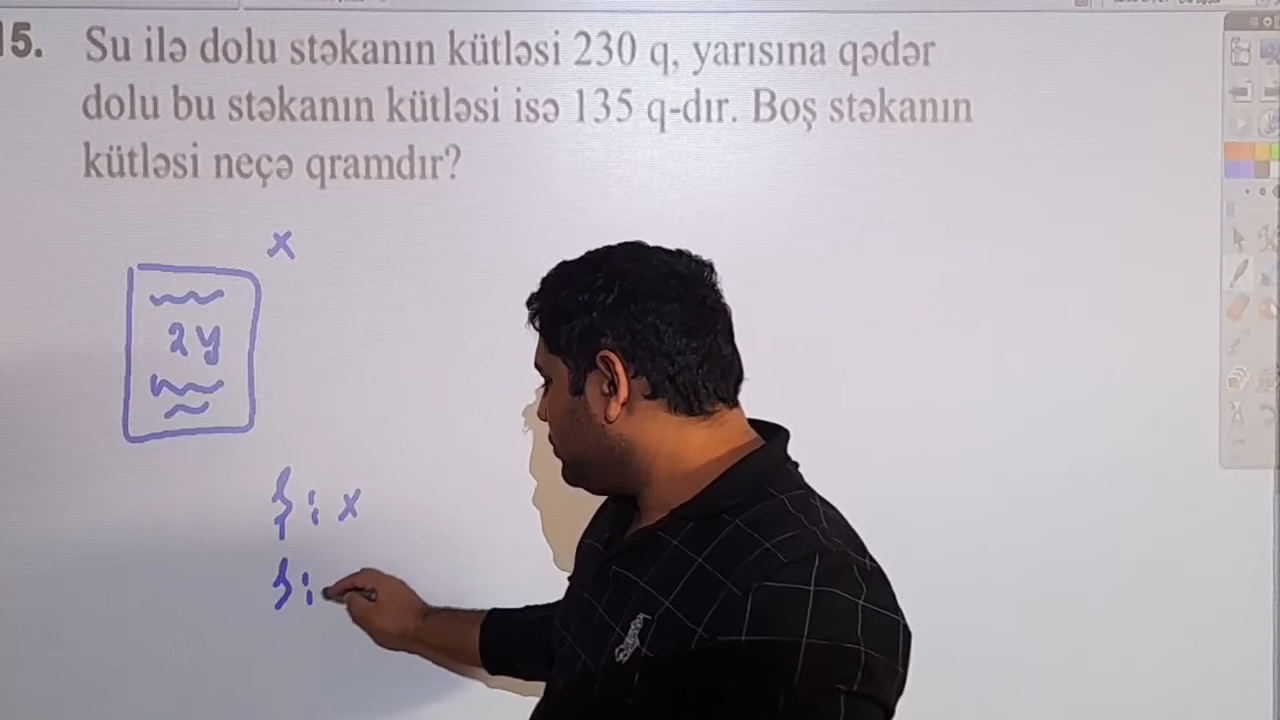 15. Su ilə dolu stəkanın kütləsi 230 q, yarısına qədər
dolu bu stəkanın kütləsi isə 135 q-dır. Boş stəkanın
kütləsi neçə qramdır?
x
2y
: x
: